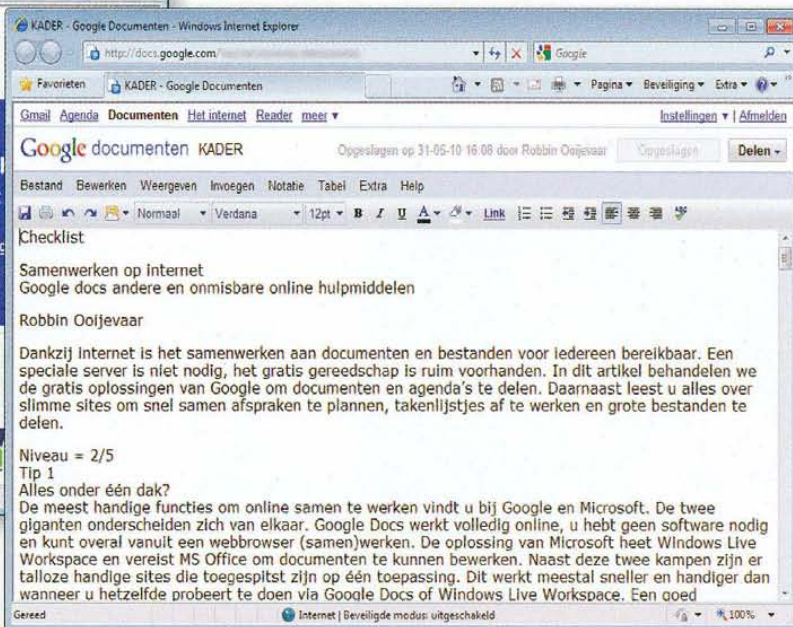 KADER - Google Documenten - Windows Internet Explorer
http://docs.google.com/
Google
Favorieten KADER - Google Documenten Pagina Beveiliging Extra
Gmail Agenda Documenten Het internet Reader meer Instellingen | Afmelden
Google documenten KADER Opgeslagen op 31-05-10 16:08 door Robbin Ooijevaar Opgeslagen Delen
Bestand Bewerken Weergeven Invoegen Notatie Tabel Extra Help
Normaal Verdana 12pt B I U A Link
Checklist
Samenwerken op internet
Google docs andere en onmisbare online hulpmiddelen
Robbin Ooijevaar
Dankzij internet is het samenwerken aan documenten en bestanden voor iedereen bereikbaar. Een
speciale server is niet nodig, het gratis gereedschap is ruim voorhanden. In dit artikel behandelen we
de gratis oplossingen van Google om documenten en agenda's te delen. Daarnaast leest u alles over
slimme sites om snel samen afspraken te plannen, takenlijstjes af te werken en grote bestanden te
delen.
Niveau = 2/5
Tip 1
Alles onder één dak?
De meest handige functies om online samen te werken vindt u bij Google en Microsoft. De twee
giganten onderscheiden zich van elkaar. Google Docs werkt volledig online, u hebt geen software nodig
en kunt overal vanuit een webbrowser (samen)werken. De oplossing van Microsoft heet Windows Live
Workspace en vereist MS Office om documenten te kunnen bewerken. Naast deze twee kampen zijn er
talloze handige sites die toegespitst zijn op één toepassing. Dit werkt meestal sneller en handiger dan
wanneer u hetzelfde probeert te doen via Google Docs of Windows Live Workspace. Een goed
Gereed Internet | Beveiligde modus: uitgeschakeld 100%